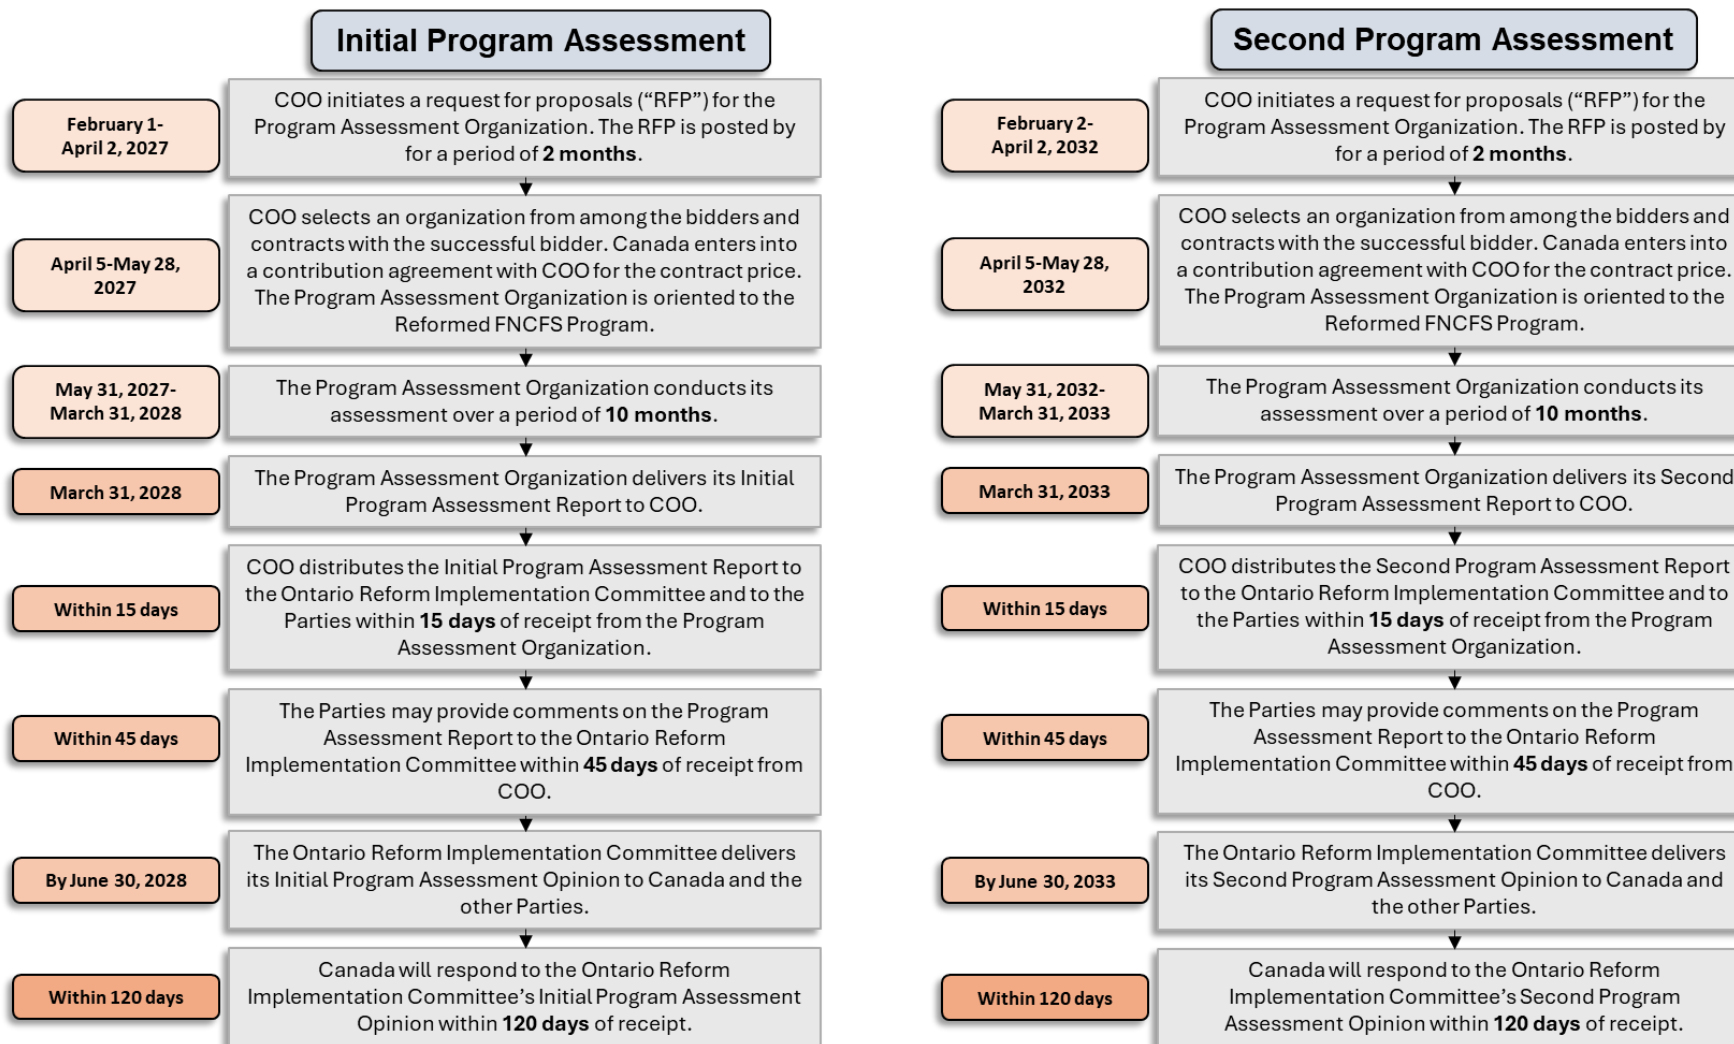 Initial Program Assessment
February 1-
April 2, 2027
COO initiates a request for proposals (“RFP”) for the
Program Assessment Organization. The RFP is posted by
for a period of 2 months.
April 5-May 28,
2027
COO selects an organization from among the bidders and
contracts with the successful bidder. Canada enters into
a contribution agreement with COO for the contract price.
The Program Assessment Organization is oriented to the
Reformed FNCFS Program.
May 31, 2027-
March 31, 2028
The Program Assessment Organization conducts its
assessment over a period of 10 months.
March 31, 2028
The Program Assessment Organization delivers its Initial
Program Assessment Report to COO.
Within 15 days
COO distributes the Initial Program Assessment Report to
the Ontario Reform Implementation Committee and to the
Parties within 15 days of receipt from the Program
Assessment Organization.
Within 45 days
The Parties may provide comments on the Program
Assessment Report to the Ontario Reform
Implementation Committee within 45 days of receipt from
COO.
By June 30, 2028
The Ontario Reform Implementation Committee delivers
its Initial Program Assessment Opinion to Canada and the
other Parties.
Within 120 days
Canada will respond to the Ontario Reform
Implementation Committee’s Initial Program Assessment
Opinion within 120 days of receipt.
Second Program Assessment
February 2-
April 2, 2032
COO initiates a request for proposals (“RFP”) for the
Program Assessment Organization. The RFP is posted by
for a period of 2 months.
April 5-May 28,
2032
COO selects an organization from among the bidders and
contracts with the successful bidder. Canada enters into
a contribution agreement with COO for the contract price.
The Program Assessment Organization is oriented to the
Reformed FNCFS Program.
May 31, 2032-
March 31, 2033
The Program Assessment Organization conducts its
assessment over a period of 10 months.
March 31, 2033
The Program Assessment Organization delivers its Second
Program Assessment Report to COO.
Within 15 days
COO distributes the Second Program Assessment Report
to the Ontario Reform Implementation Committee and to
the Parties within 15 days of receipt from the Program
Assessment Organization.
Within 45 days
The Parties may provide comments on the Program
Assessment Report to the Ontario Reform
Implementation Committee within 45 days of receipt from
COO.
By June 30, 2033
The Ontario Reform Implementation Committee delivers
its Second Program Assessment Opinion to Canada and
the other Parties.
Within 120 days
Canada will respond to the Ontario Reform
Implementation Committee’s Second Program
Assessment Opinion within 120 days of receipt.